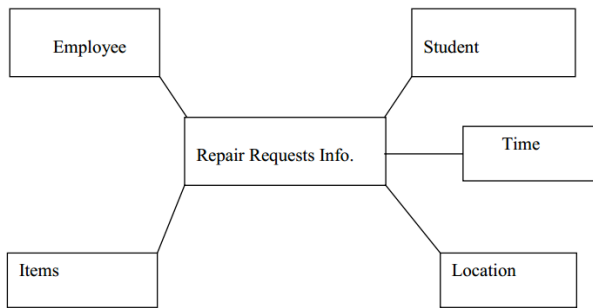 Employee
Student
Repair Requests Info.
Time
Items
Location